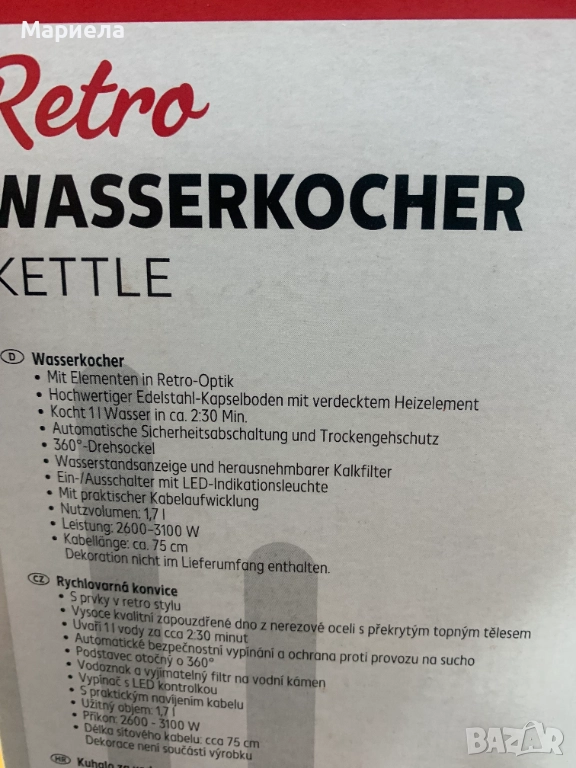 Мариела
Retro
WASSERKOCHER
KETTLE
D Wasserkocher
• Mit Elementen in Retro-Optik
• Hochwertiger Edelstahl-Kapselboden mit verdecktem Heizelement
• Kocht 1 l Wasser in ca. 2:30 Min.
• Automatische Sicherheitsabschaltung und Trockengehschutz
• 360°-Drehsockel
• Wasserstandsanzeige und herausnehmbarer Kalkfilter
• Ein-/Ausschalter mit LED-Indikationsleuchte
• Mit praktischer Kabelaufwicklung
• Nutzvolumen: 1,7 l
• Leistung: 2600–3100 W
• Kabellänge: ca. 75 cm
Dekoration nicht im Lieferumfang enthalten.
CZ Rychlovarná konvice
• S prvky v retro stylu
• Vysoce kvalitní zapouzdřené dno z nerezové oceli s překrytým topným tělesem
• Uvaří 1 l vody za cca 2:30 minut
• Automatické bezpečnostní vypínání a ochrana proti provozu na sucho
• Podstavec otočný o 360°
• Vodoznak a vyjímatelný filtr na vodní kámen
• Vypínač s LED kontrolkou
• S praktickým navíjením kabelu
• Užitný objem: 1,7 l
• Příkon: 2600 - 3100 W
• Délka síťového kabelu: cca 75 cm
Dekorace není součástí výrobku
HR Kuhalo za
BAZAR
www.Bazar.bg